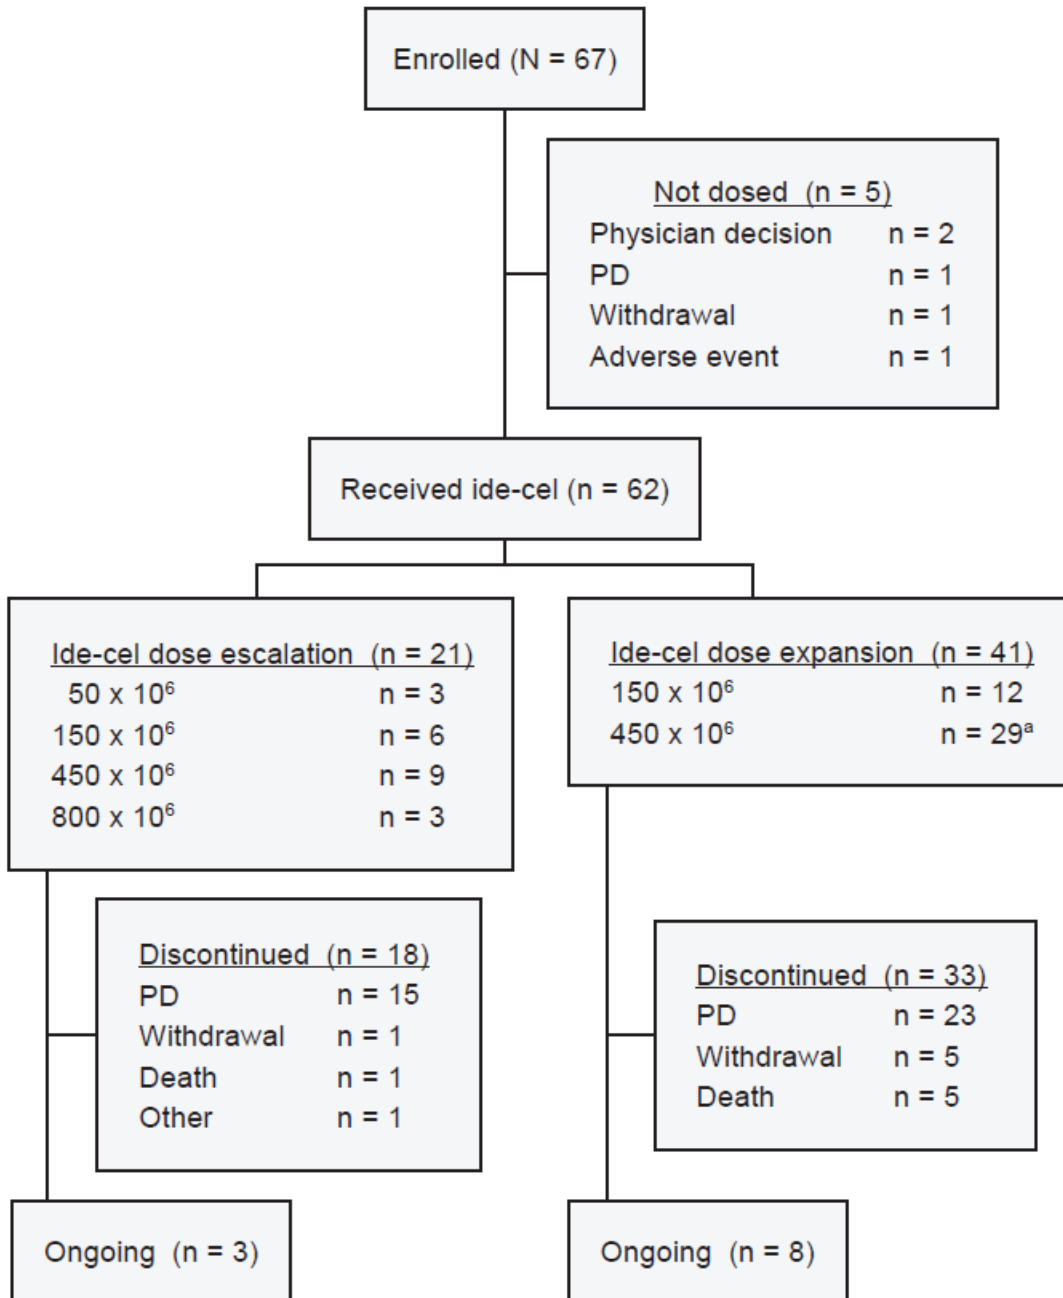 Enrolled (N = 67)
Not dosed (n = 5)
Physician decision n = 2
PD n = 1
Withdrawal n = 1
Adverse event n = 1
Received ide-cel (n = 62)
Ide-cel dose escalation (n = 21)
50 x 10⁶ n = 3
150 x 10⁶ n = 6
450 x 10⁶ n = 9
800 x 10⁶ n = 3
Ide-cel dose expansion (n = 41)
150 x 10⁶ n = 12
450 x 10⁶ n = 29ᵃ
Discontinued (n = 18)
PD n = 15
Withdrawal n = 1
Death n = 1
Other n = 1
Discontinued (n = 33)
PD n = 23
Withdrawal n = 5
Death n = 5
Ongoing (n = 3)
Ongoing (n = 8)